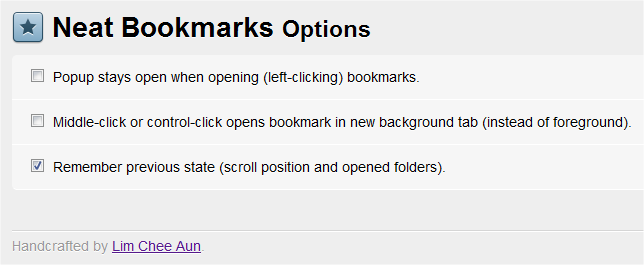 Neat Bookmarks Options
Popup stays open when opening (left-clicking) bookmarks.
Middle-click or control-click opens bookmark in new background tab (instead of foreground).
Remember previous state (scroll position and opened folders).
Handcrafted by Lim Chee Aun.